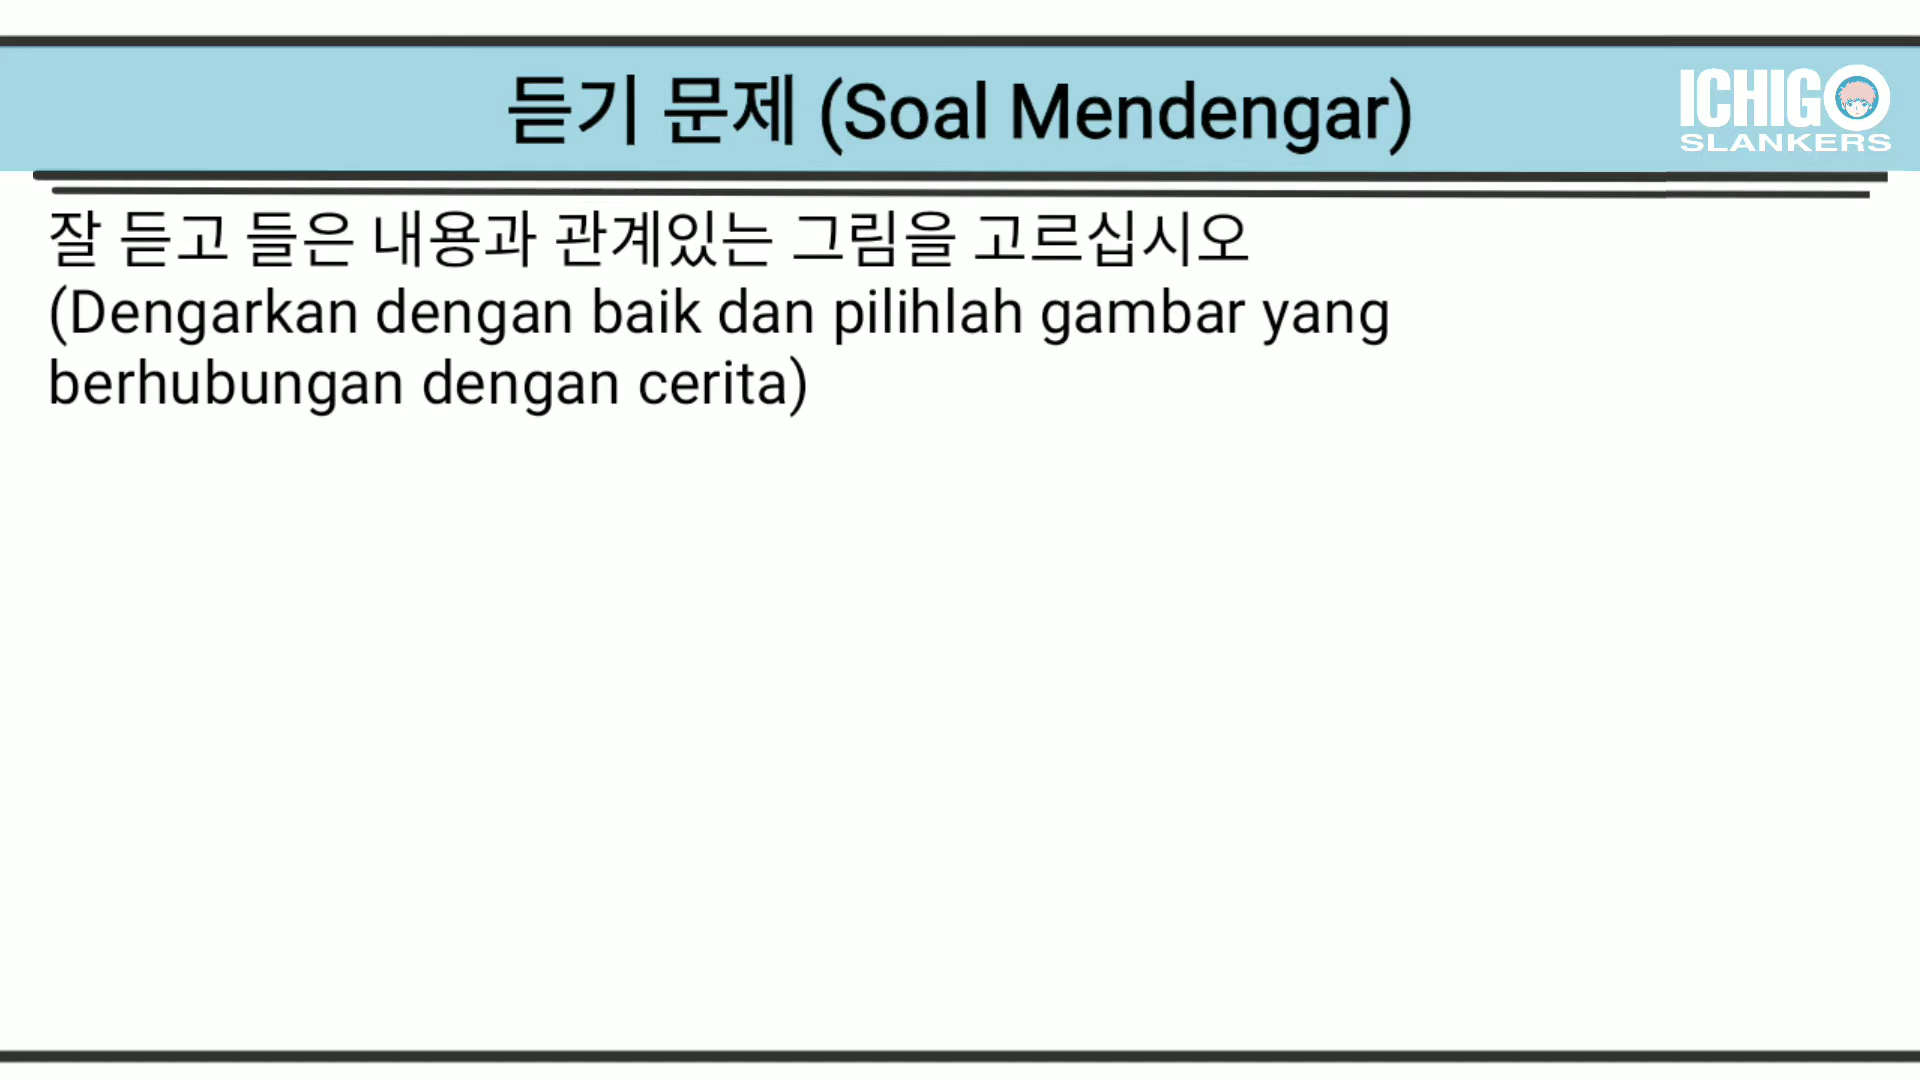 듣기 문제 (Soal Mendengar)
ICHIGO
SLANKERS
잘 듣고 들은 내용과 관계있는 그림을 고르십시오
(Dengarkan dengan baik dan pilihlah gambar yang
berhubungan dengan cerita)